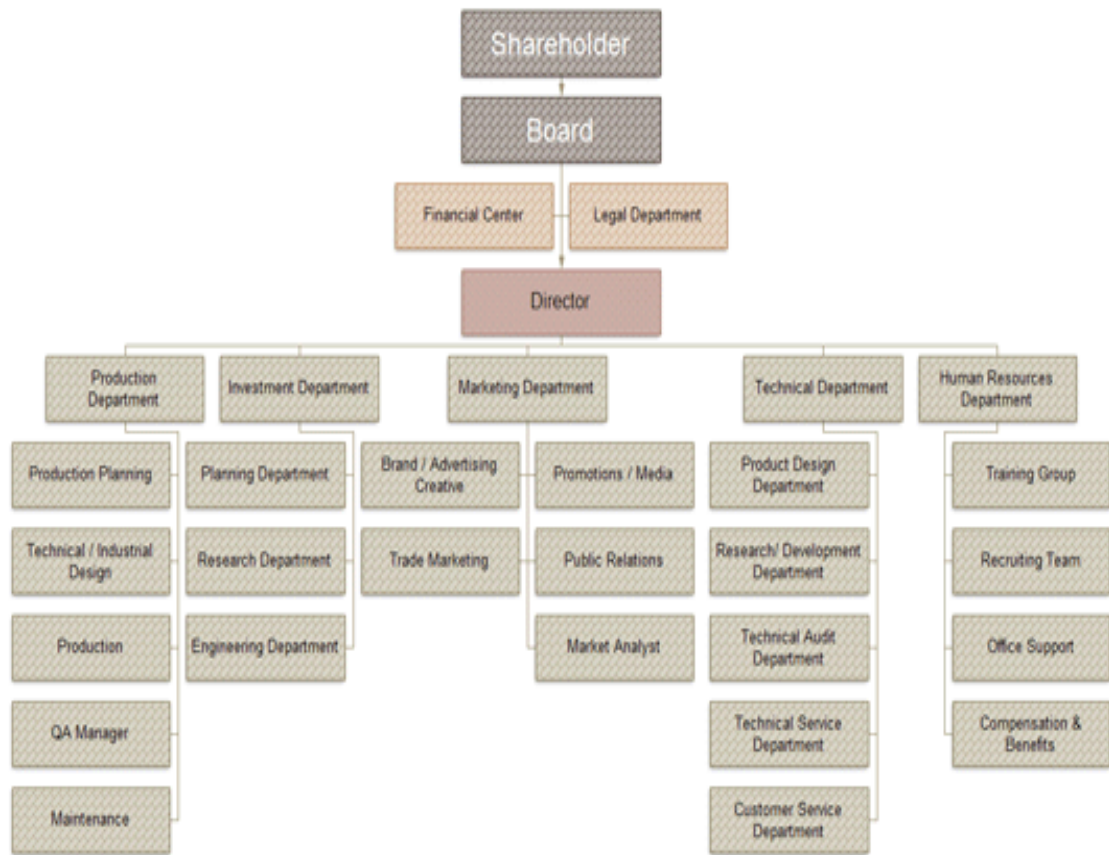 Shareholder
Board
Financial Center
Legal Department
Director
Production
Department
Investment Department
Marketing Department
Technical Department
Human Resources
Department
Production Planning
Technical / Industrial
Design
Production
QA Manager
Maintenance
Planning Department
Research Department
Engineering Department
Brand / Advertising
Creative
Trade Marketing
Promotions / Media
Public Relations
Market Analyst
Product Design
Department
Research/ Development
Department
Technical Audit
Department
Technical Service
Department
Customer Service
Department
Training Group
Recruiting Team
Office Support
Compensation &
Benefits